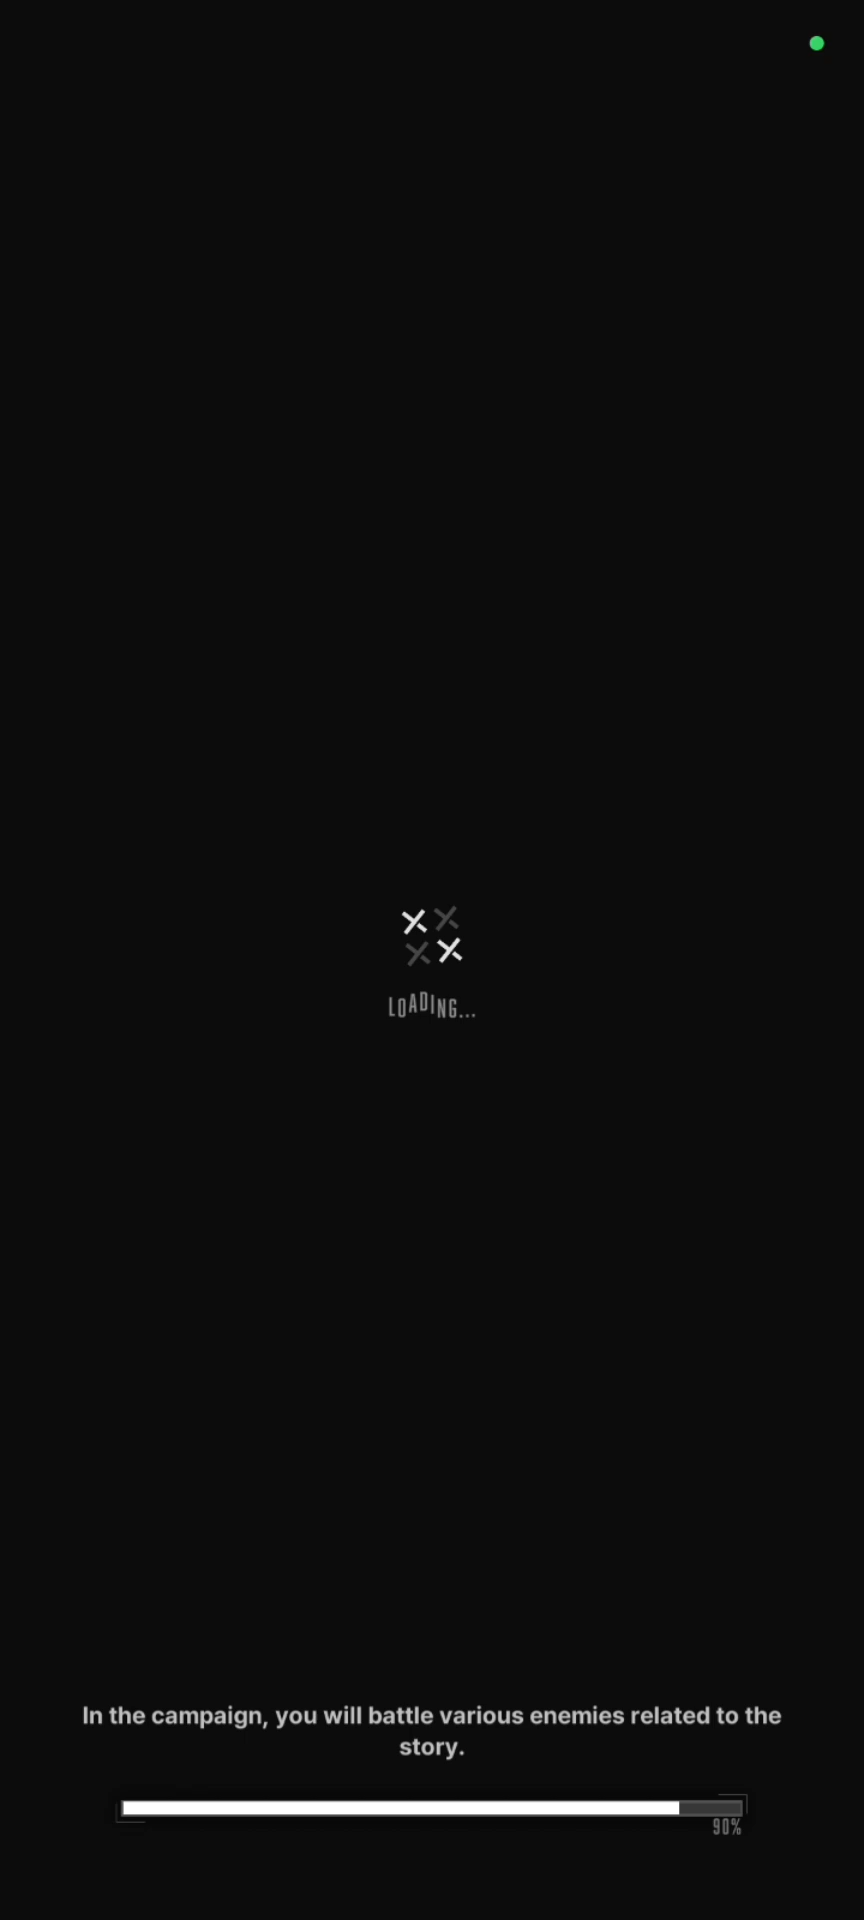 LOADING...
In the campaign, you will battle various enemies related to the
story.
90%